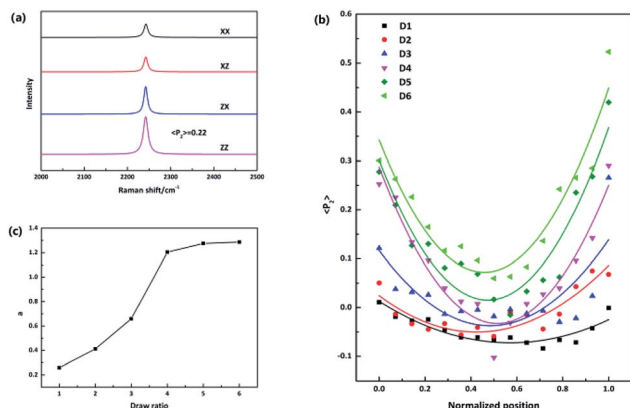 (a)
XX
XZ
ZX
<P2>=0.22
ZZ
Intensity
2000 2100 2200 2300 2400 2500
Raman shift/cm-1
(b)
0.6
0.5
0.4
0.3
0.2
0.1
0.0
-0.1
<P2>
D1
D2
D3
D4
D5
D6
0.0 0.2 0.4 0.6 0.8 1.0
Normalized position
(c)
1.4
1.2
1.0
0.8
0.6
0.4
0.2
a
1 2 3 4 5 6
Draw ratio